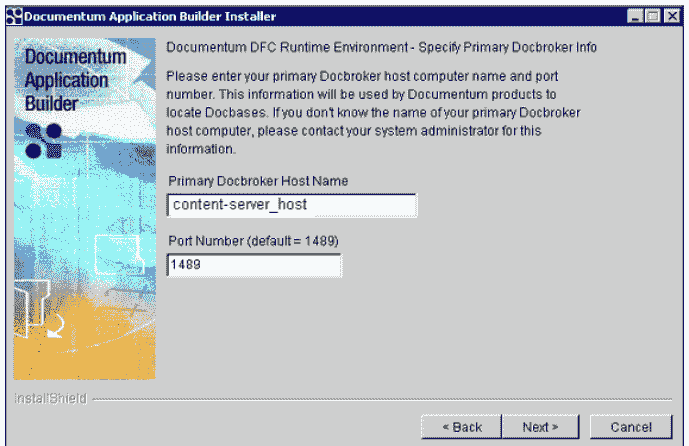 Documentum Application Builder Installer
Documentum
Application
Builder
Documentum DFC Runtime Environment - Specify Primary Docbroker Info
Please enter your primary Docbroker host computer name and port
number. This information will be used by Documentum products to
locate Docbases. If you don't know the name of your primary Docbroker
host computer, please contact your system administrator for this
information.
Primary Docbroker Host Name
content-server_host
Port Number (default = 1489)
1489
InstallShield
< Back
Next >
Cancel